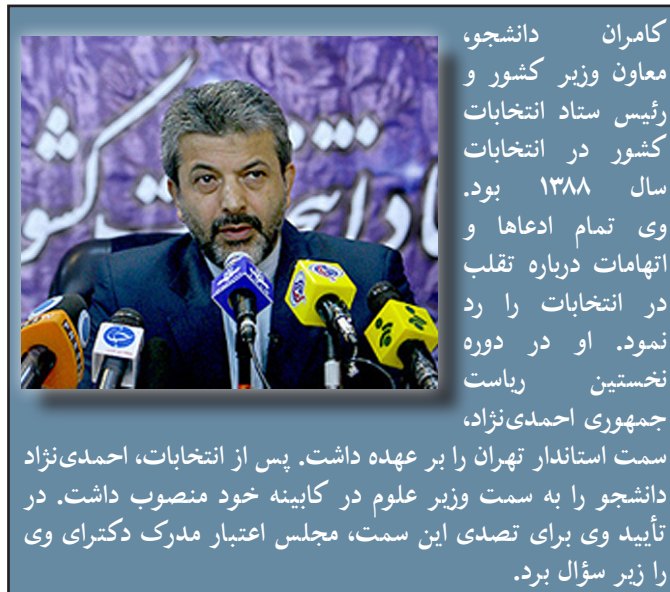 کامران دانشجو،
معاون وزیر کشور و
رئیس ستاد انتخابات
کشور در انتخابات
سال ۱۳۸۸ بود.
وی تمام ادعاها و
اتهامات درباره تقلب
در انتخابات را رد
نمود. او در دوره
نخستین ریاست
جمهوری احمدی‌نژاد،
سمت استاندار تهران را بر عهده داشت. پس از انتخابات، احمدی‌نژاد
دانشجو را به سمت وزیر علوم در کابینه خود منصوب داشت. در
تأیید وی برای تصدی این سمت، مجلس اعتبار مدرک دکترای وی
را زیر سؤال برد.